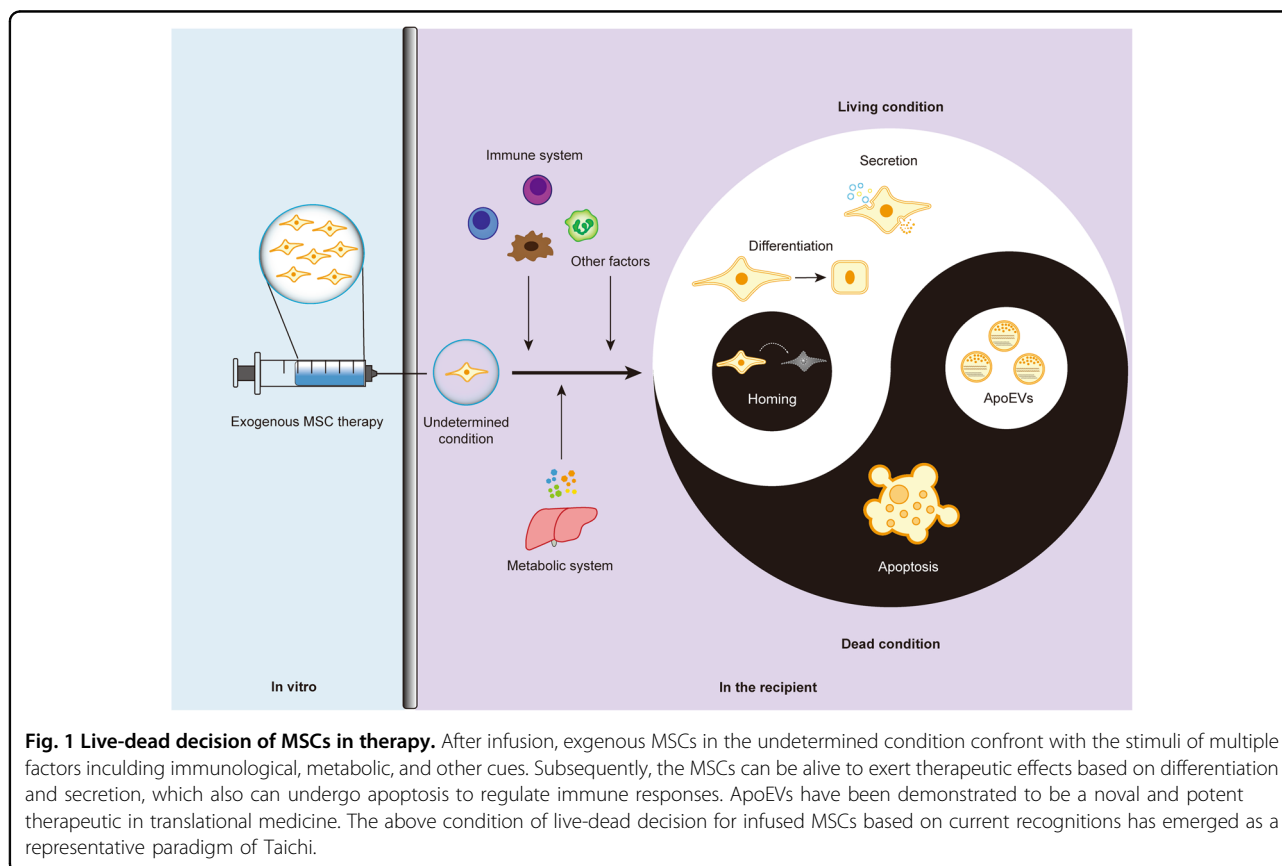 Living condition
Immune system
Secretion
Differentiation
Other factors
Homing
ApoEVs
Exogenous MSC therapy
Undetermined
condition
Metabolic system
Apoptosis
Dead condition
In vitro
In the recipient
Fig. 1 Live-dead decision of MSCs in therapy. After infusion, exgenous MSCs in the undetermined condition confront with the stimuli of multiple
factors inculding immunological, metabolic, and other cues. Subsequently, the MSCs can be alive to exert therapeutic effects based on differentiation
and secretion, which also can undergo apoptosis to regulate immune responses. ApoEVs have been demonstrated to be a noval and potent
therapeutic in translational medicine. The above condition of live-dead decision for infused MSCs based on current recognitions has emerged as a
representative paradigm of Taichi.